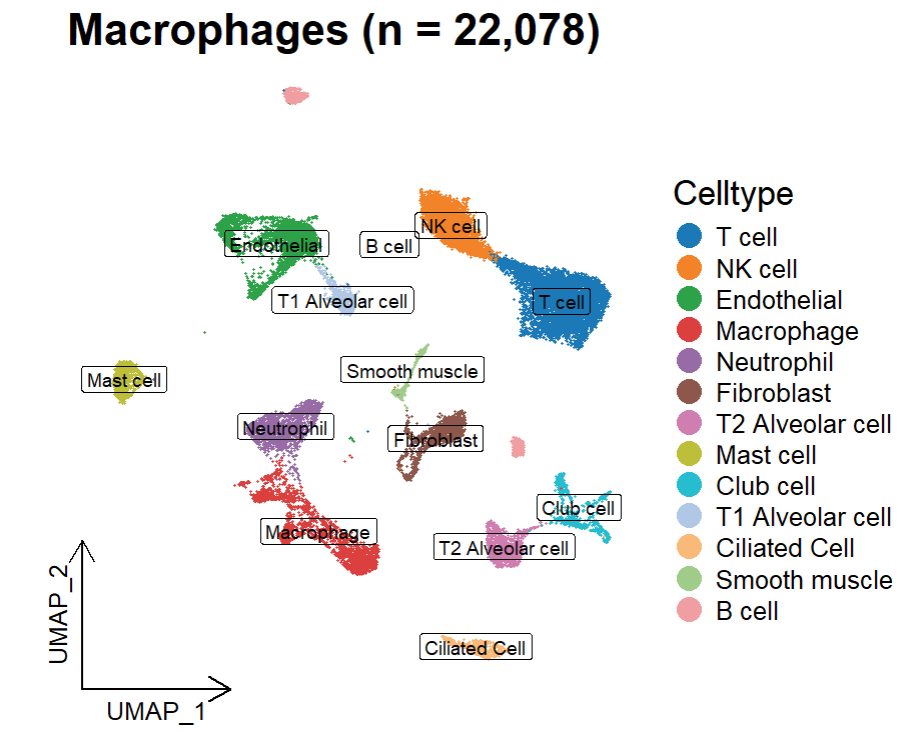 Macrophages (n = 22,078)
NK cell
Endothelial
B cell
T1 Alveolar cell
T cell
Smooth muscle
Mast cell
Neutrophil
Fibroblast
Club cell
Macrophage
T2 Alveolar cell
Ciliated Cell
UMAP_2
UMAP_1
Celltype
T cell
NK cell
Endothelial
Macrophage
Neutrophil
Fibroblast
T2 Alveolar cell
Mast cell
Club cell
T1 Alveolar cell
Ciliated Cell
Smooth muscle
B cell